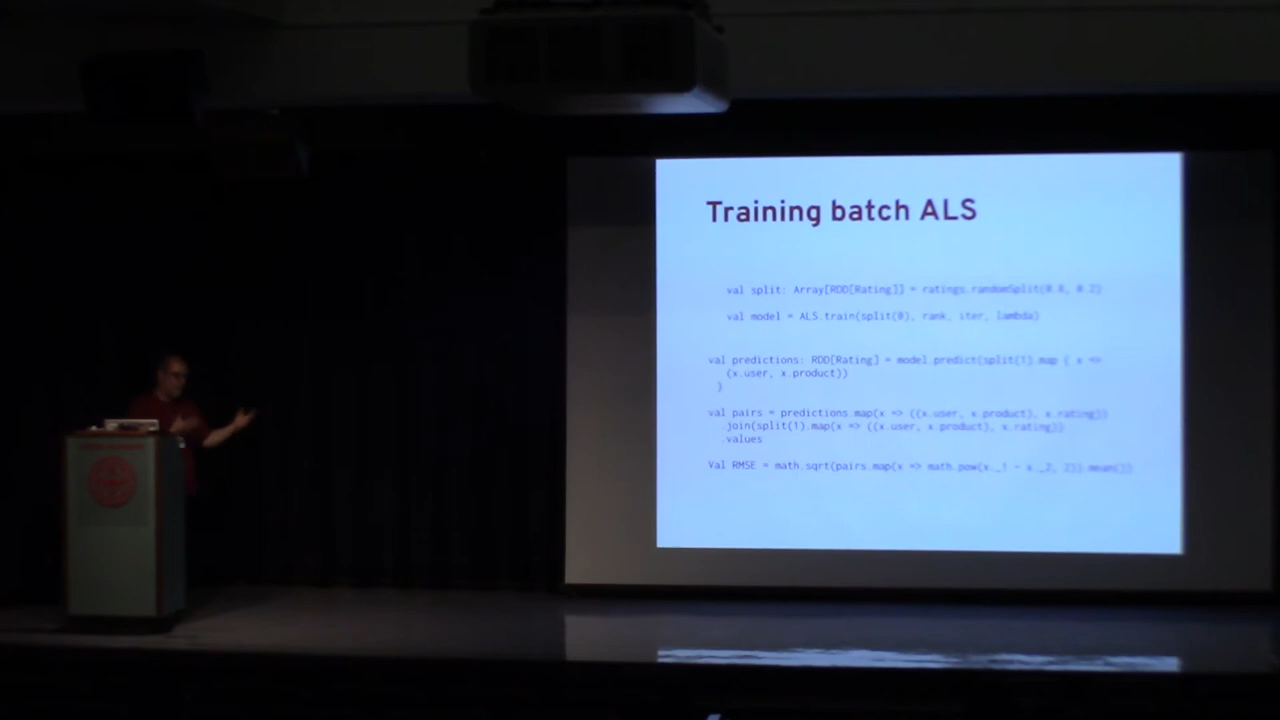 Training batch ALS
val split: Array[RDD[Rating]] = ratings.randomSplit(0.8, 0.2)
val model = ALS.train(split(0), rank, iter, lambda)
val predictions: RDD[Rating] = model.predict(split(1).map { x =>
(x.user, x.product))
}
val pairs = predictions.map(x => ((x.user, x.product), x.rating))
.join(split(1).map(x => ((x.user, x.product), x.rating))
.values
Val RMSE = math.sqrt(pairs.map(x => math.pow(x._1 - x._2, 2)).mean())